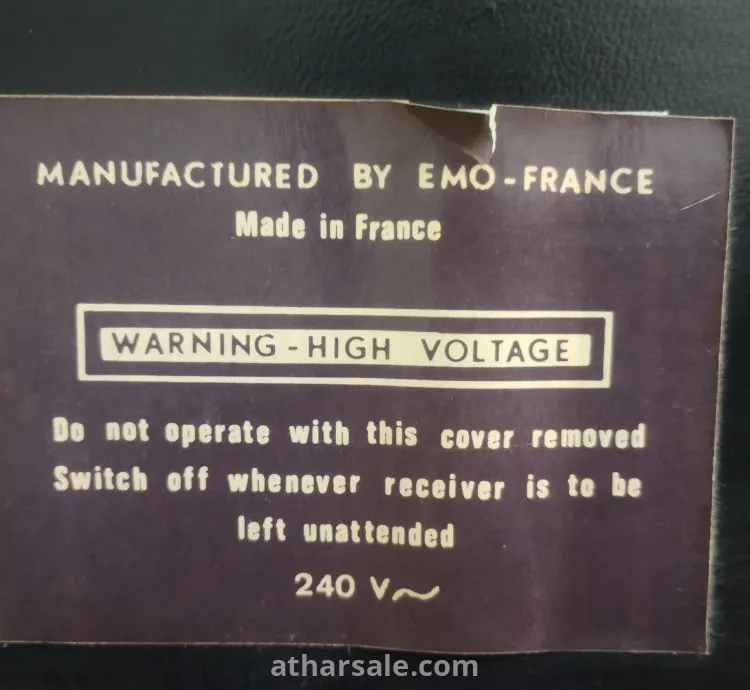 MANUFACTURED BY EMO-FRANCE
Made in France
WARNING-HIGH VOLTAGE
Do not operate with this cover removed
Switch off whenever receiver is to be
left unattended
240 V~
atharsale.com